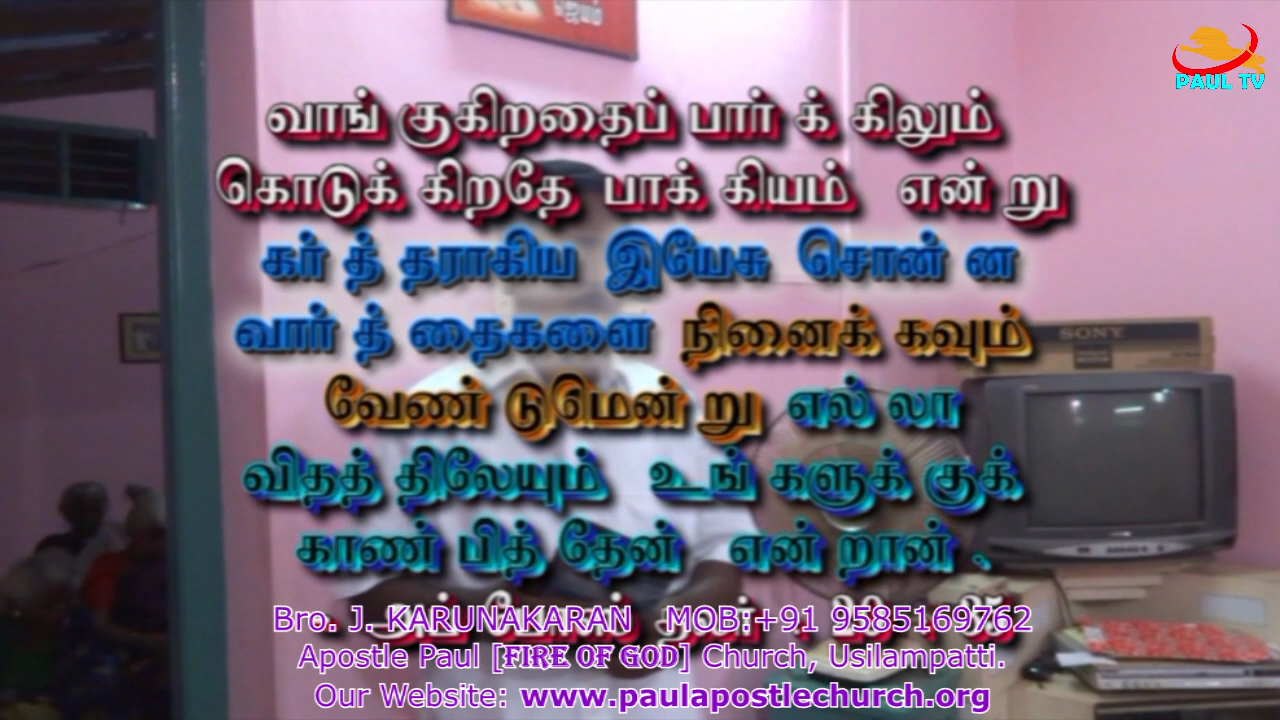 ஜெயம்
PAUL TV
வாங்குகிறதைப் பார்க்கிலும்
கொடுக்கிறதே பாக்கியம் என்று
கர்த்தராகிய இயேசு சொன்ன
வார்த்தைகளை நினைக்கவும்
வேண்டுமென்று எல்லா
விதத்திலேயும் உங்களுக்குக்
காண்பித்தேன் என்றான்.
SONY
Bro. J. KARUNAKARAN MOB:+91 9585169762
Apostle Paul [FIRE OF GOD] Church, Usilampatti.
Our Website: www.paulapostlechurch.org